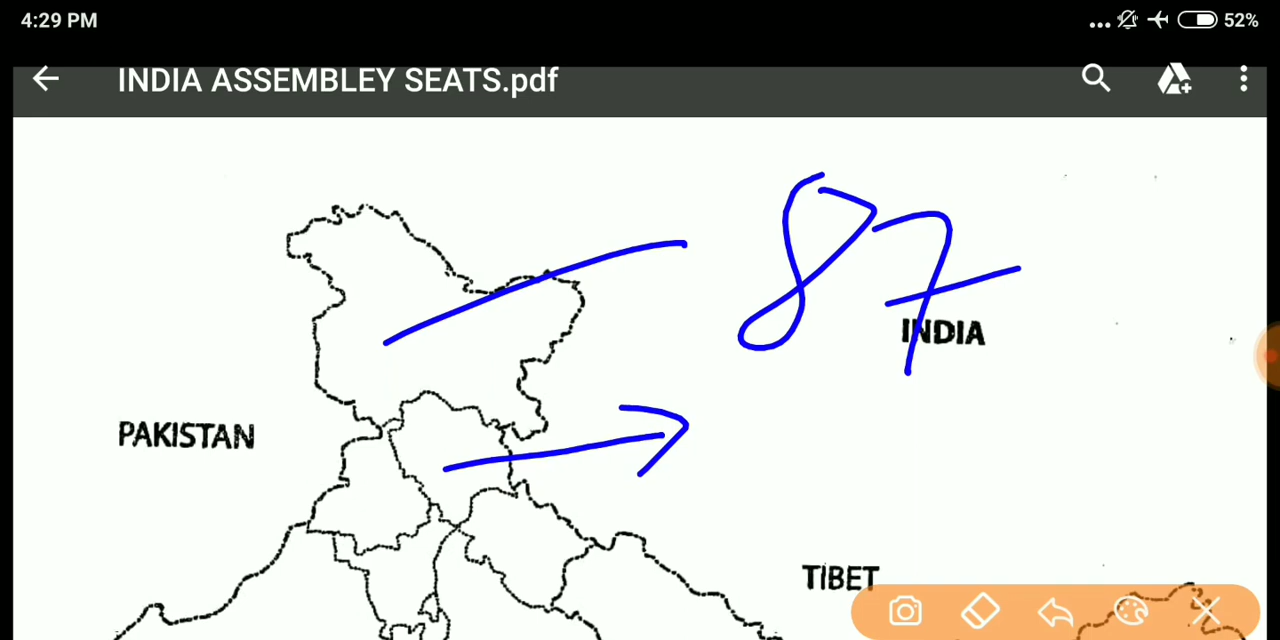 4:29 PM
52%
INDIA ASSEMBLEY SEATS.pdf
87
INDIA
PAKISTAN
TIBET